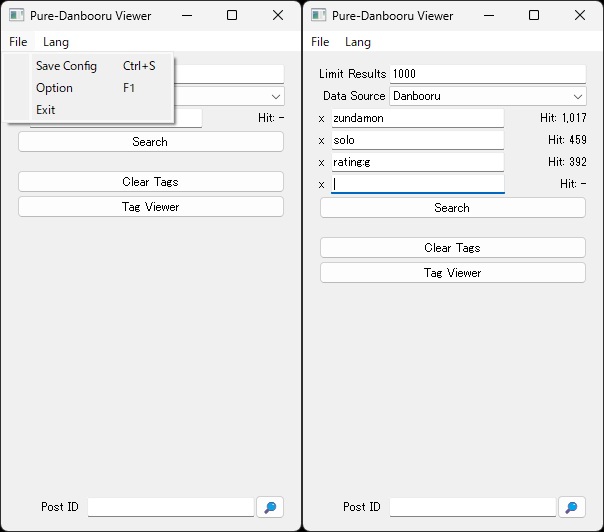 Pure-Danbooru Viewer
File Lang
Save Config Ctrl+S
Option F1
Exit
Hit: -
Search
Clear Tags
Tag Viewer
Post ID
Pure-Danbooru Viewer
File Lang
Limit Results 1000
Data Source Danbooru
x zundamon Hit: 1,017
x solo Hit: 459
x rating:g Hit: 392
x Hit: -
Search
Clear Tags
Tag Viewer
Post ID